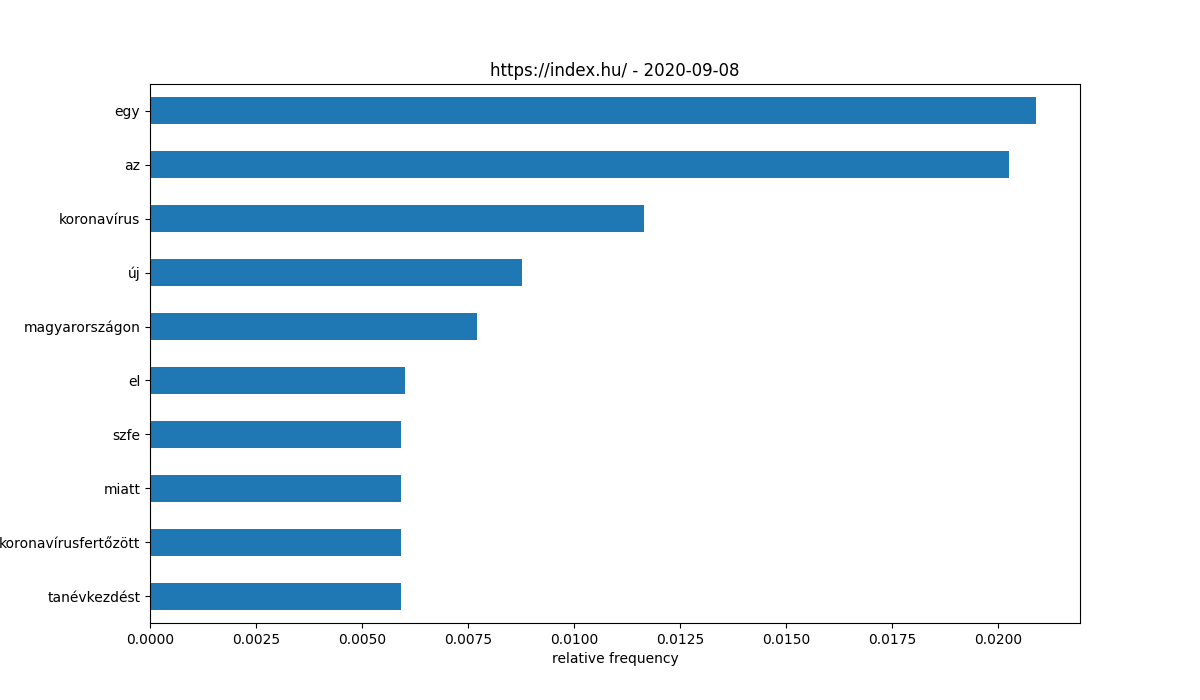 https://index.hu/ - 2020-09-08
egy
az
koronavírus
új
magyarországon
el
szfe
miatt
koronavírusfertőzött
tanévkezdést
0.0000 0.0025 0.0050 0.0075 0.0100 0.0125 0.0150 0.0175 0.0200
relative frequency